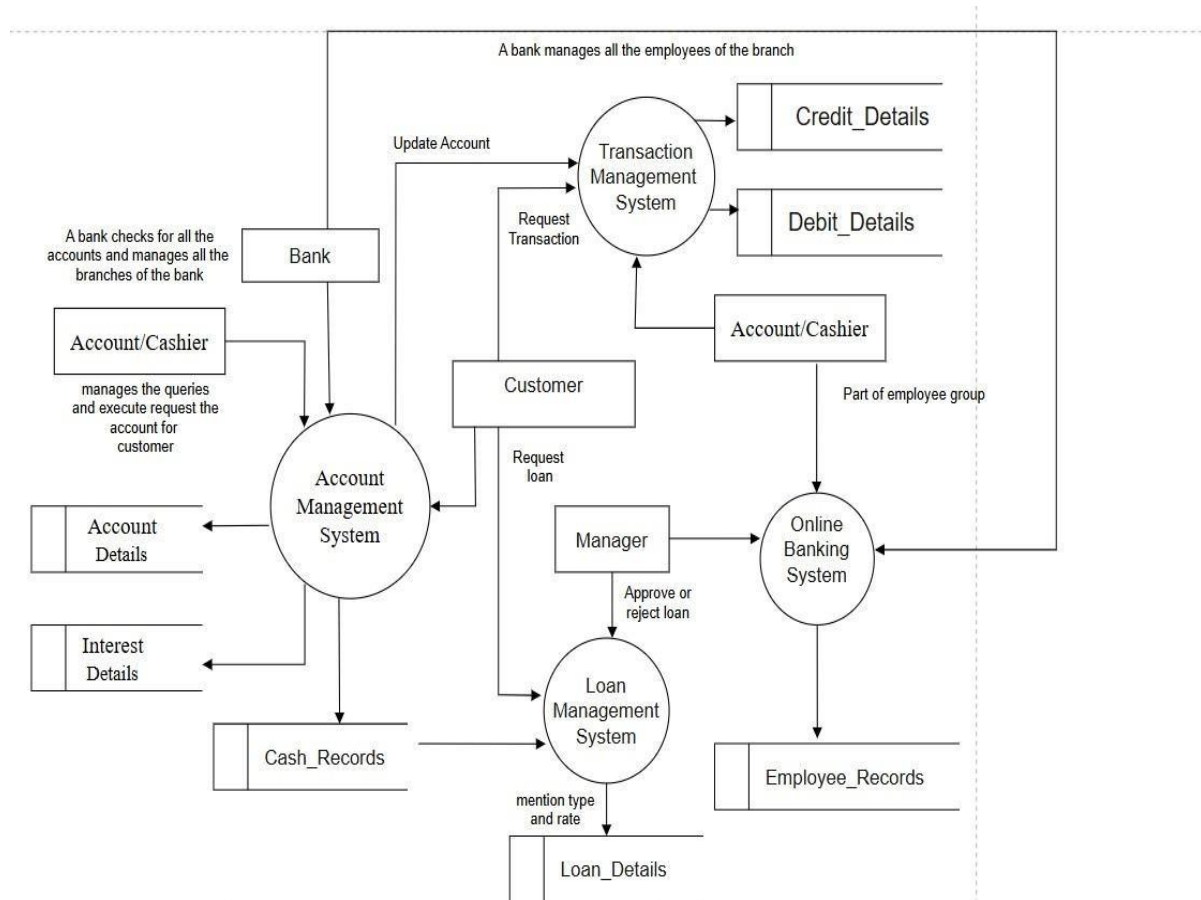 A bank manages all the employees of the branch
Credit_Details
Update Account
Transaction
Management
System
Request
Transaction
Debit_Details
A bank checks for all the
accounts and manages all the
branches of the bank
Bank
Account/Cashier
Account/Cashier
manages the queries
and execute request the
account for
customer
Customer
Part of employee group
Request
loan
Account
Management
System
Account
Details
Manager
Online
Banking
System
Approve or
reject loan
Interest
Details
Loan
Management
System
Cash_Records
Employee_Records
mention type
and rate
Loan_Details